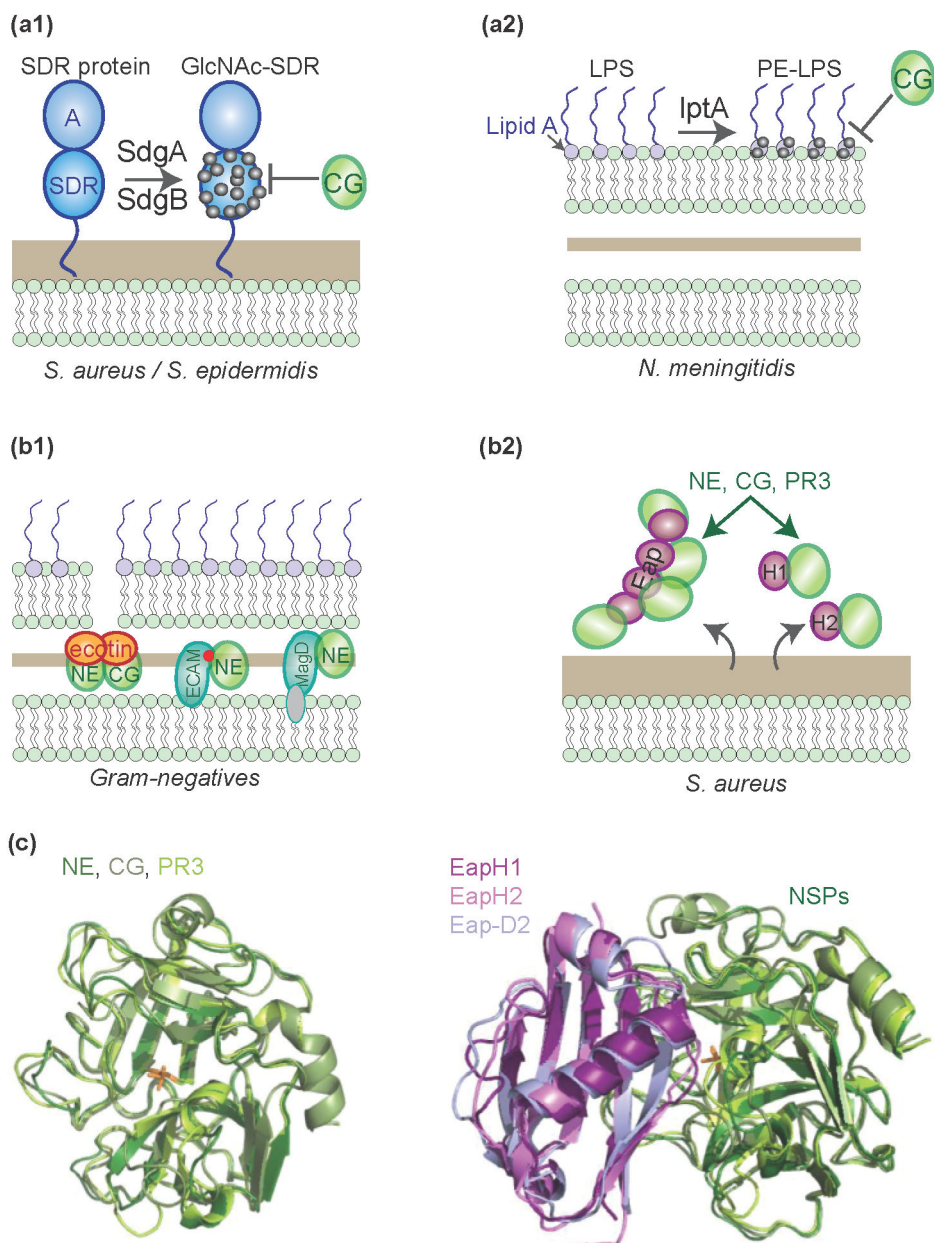 (a1)
SDR protein
GlcNAc-SDR
A
SDR
SdgA
SdgB
CG
S. aureus / S. epidermidis
(a2)
LPS
PE-LPS
CG
Lipid A
lptA
N. meningitidis
(b1)
ecotin
NE
CG
ECAM
NE
MagD
NE
Gram-negatives
(b2)
NE, CG, PR3
Eap
H1
H2
S. aureus
(c)
NE, CG, PR3
EapH1
EapH2
Eap-D2
NSPs